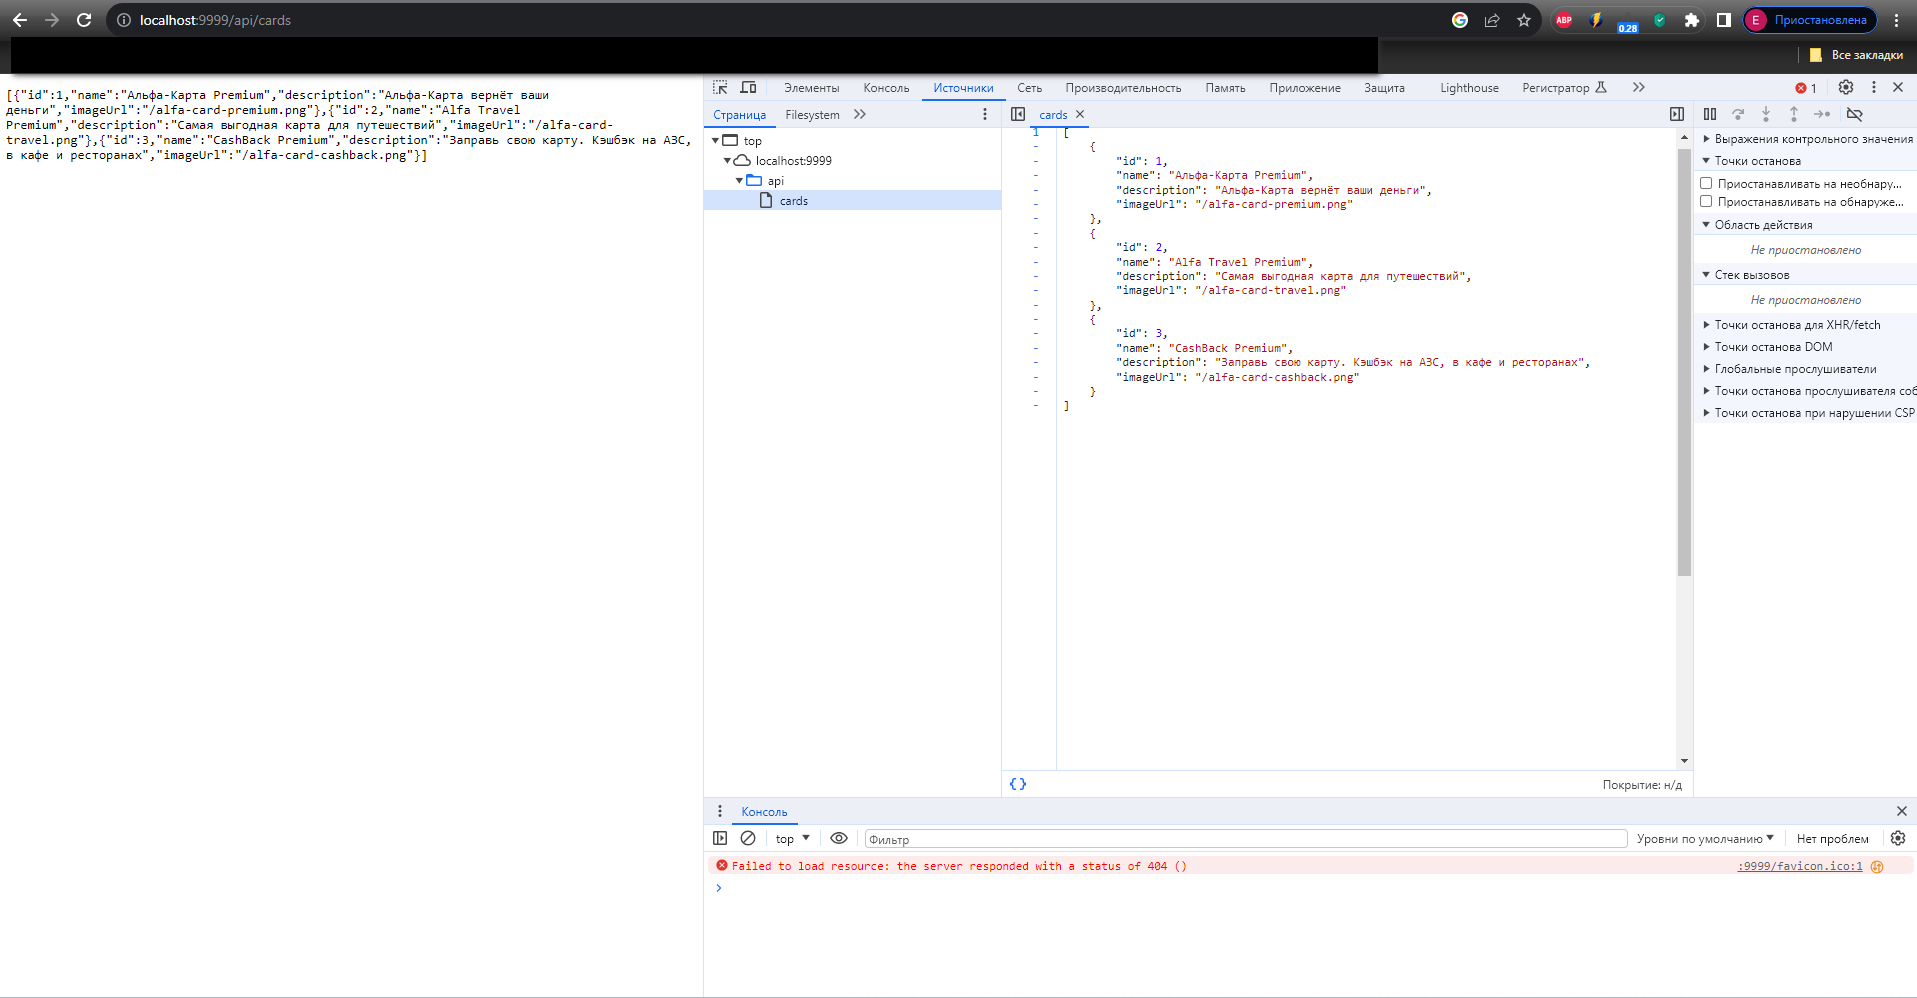 localhost:9999/api/cards
ABP
0.28
E Приостановлена
Все закладки
[{"id":1,"name":"Альфа-Карта Premium","description":"Альфа-Карта вернёт ваши
деньги","imageUrl":"/alfa-card-premium.png"},{"id":2,"name":"Alfa Travel
Premium","description":"Самая выгодная карта для путешествий","imageUrl":"/alfa-card-
travel.png"},{"id":3,"name":"CashBack Premium","description":"Заправь свою карту. Кэшбэк на АЗС,
в кафе и ресторанах","imageUrl":"/alfa-card-cashback.png"}]
Элементы Консоль Источники Сеть Производительность Память Приложение Защита Lighthouse Регистратор 1
Страница Filesystem
top
localhost:9999
api
cards
cards
1 [
- {
- "id": 1,
- "name": "Альфа-Карта Premium",
- "description": "Альфа-Карта вернёт ваши деньги",
- "imageUrl": "/alfa-card-premium.png"
- },
- {
- "id": 2,
- "name": "Alfa Travel Premium",
- "description": "Самая выгодная карта для путешествий",
- "imageUrl": "/alfa-card-travel.png"
- },
- {
- "id": 3,
- "name": "CashBack Premium",
- "description": "Заправь свою карту. Кэшбэк на АЗС, в кафе и ресторанах",
- "imageUrl": "/alfa-card-cashback.png"
- }
- ]
{} Покрытие: н/д
Выражения контрольного значения
Точки останова
Приостанавливать на необнару...
Приостанавливать на обнаруже...
Область действия
Не приостановлено
Стек вызовов
Не приостановлено
Точки останова для XHR/fetch
Точки останова DOM
Глобальные прослушиватели
Точки останова прослушивателя соб
Точки останова при нарушении CSP
Консоль
top Фильтр Уровни по умолчанию Нет проблем
Failed to load resource: the server responded with a status of 404 () :9999/favicon.ico:1